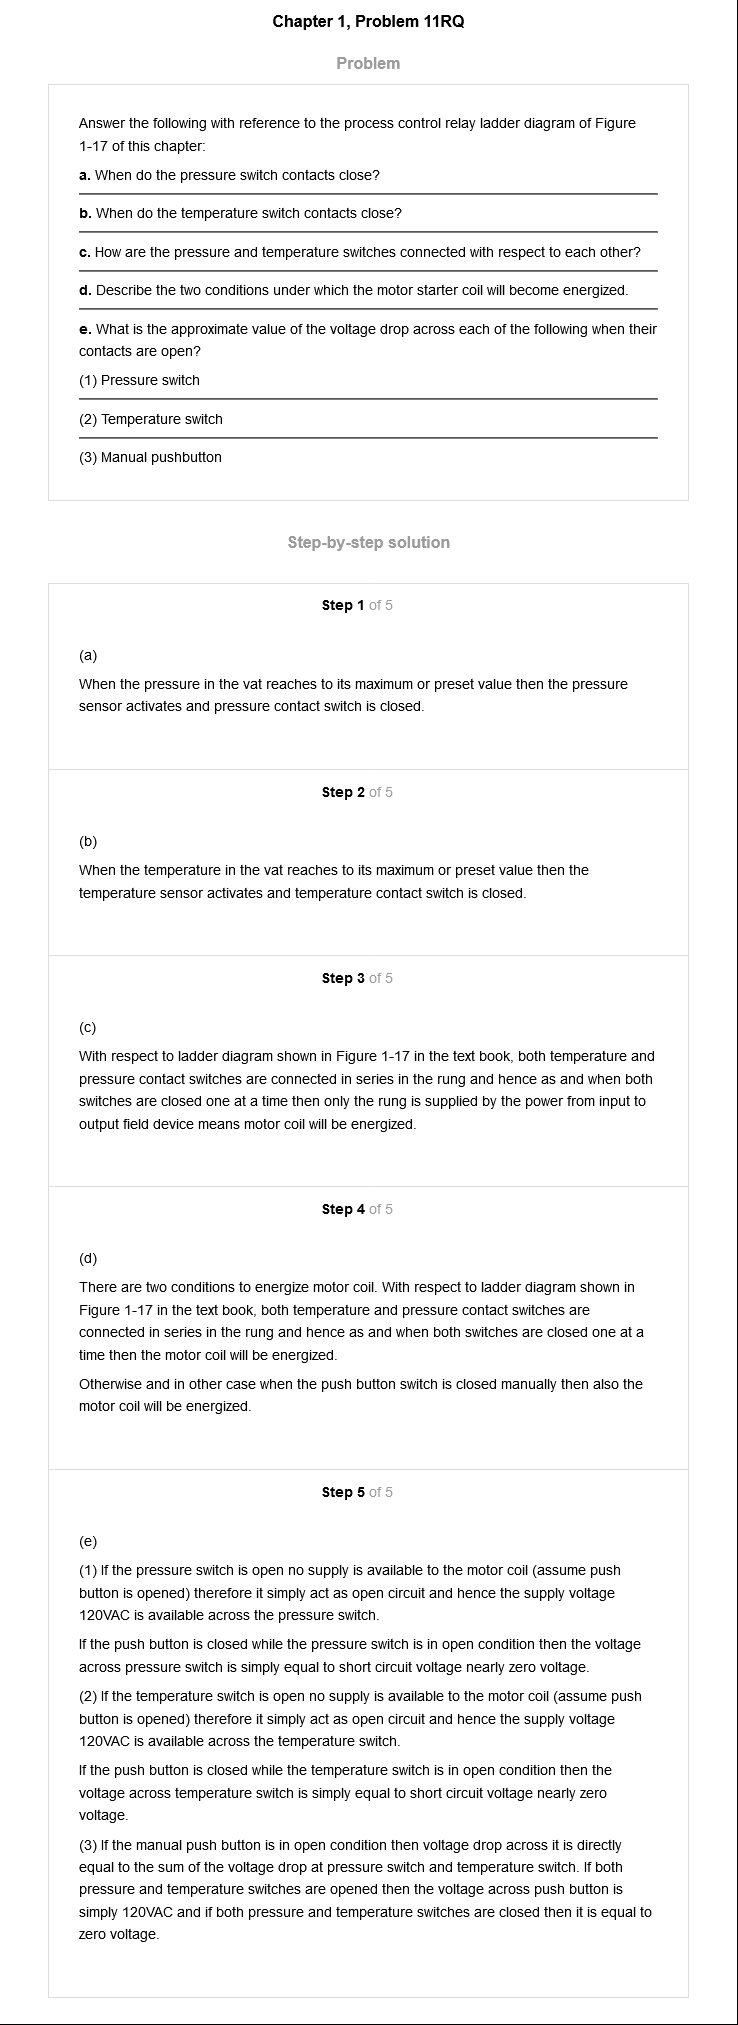 Chapter 1, Problem 11RQ
Problem
Answer the following with reference to the process control relay ladder diagram of Figure
1-17 of this chapter:
a. When do the pressure switch contacts close?
b. When do the temperature switch contacts close?
c. How are the pressure and temperature switches connected with respect to each other?
d. Describe the two conditions under which the motor starter coil will become energized.
e. What is the approximate value of the voltage drop across each of the following when their
contacts are open?
(1) Pressure switch
(2) Temperature switch
(3) Manual pushbutton
Step-by-step solution
Step 1 of 5
(a)
When the pressure in the vat reaches to its maximum or preset value then the pressure
sensor activates and pressure contact switch is closed.
Step 2 of 5
(b)
When the temperature in the vat reaches to its maximum or preset value then the
temperature sensor activates and temperature contact switch is closed.
Step 3 of 5
(c)
With respect to ladder diagram shown in Figure 1-17 in the text book, both temperature and
pressure contact switches are connected in series in the rung and hence as and when both
switches are closed one at a time then only the rung is supplied by the power from input to
output field device means motor coil will be energized.
Step 4 of 5
(d)
There are two conditions to energize motor coil. With respect to ladder diagram shown in
Figure 1-17 in the text book, both temperature and pressure contact switches are
connected in series in the rung and hence as and when both switches are closed one at a
time then the motor coil will be energized.
Otherwise and in other case when the push button switch is closed manually then also the
motor coil will be energized.
Step 5 of 5
(e)
(1) If the pressure switch is open no supply is available to the motor coil (assume push
button is opened) therefore it simply act as open circuit and hence the supply voltage
120VAC is available across the pressure switch.
If the push button is closed while the pressure switch is in open condition then the voltage
across pressure switch is simply equal to short circuit voltage nearly zero voltage.
(2) If the temperature switch is open no supply is available to the motor coil (assume push
button is opened) therefore it simply act as open circuit and hence the supply voltage
120VAC is available across the temperature switch.
If the push button is closed while the temperature switch is in open condition then the
voltage across temperature switch is simply equal to short circuit voltage nearly zero
voltage.
(3) If the manual push button is in open condition then voltage drop across it is directly
equal to the sum of the voltage drop at pressure switch and temperature switch. If both
pressure and temperature switches are opened then the voltage across push button is
simply 120VAC and if both pressure and temperature switches are closed then it is equal to
zero voltage.